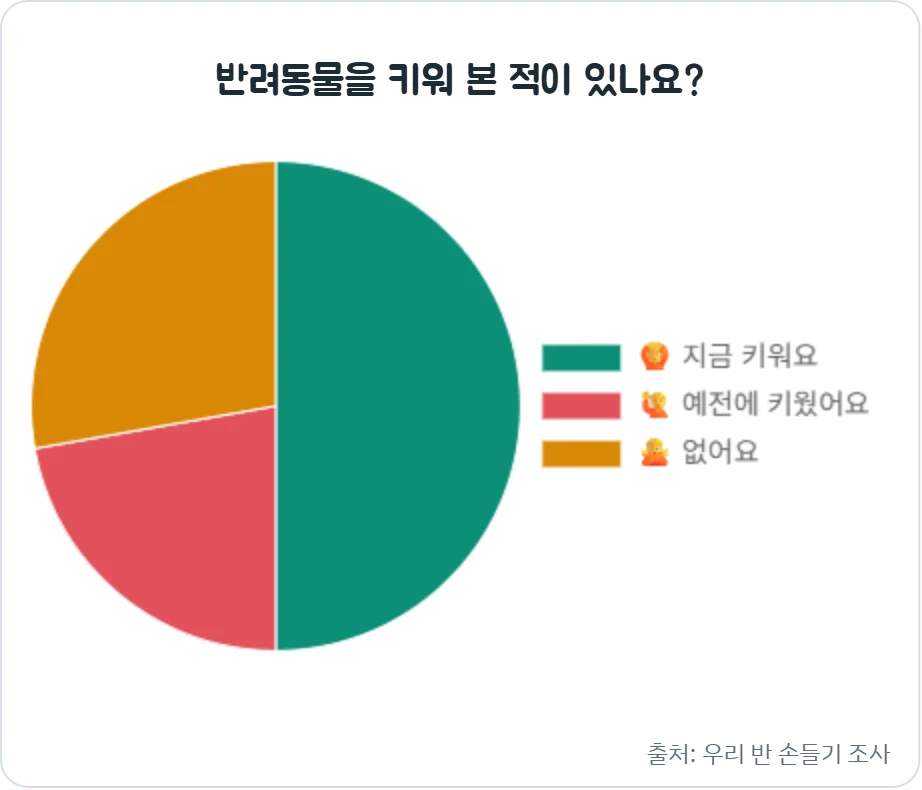 반려동물을 키워 본 적이 있나요?
🙆 지금 키워요
🙋 예전에 키웠어요
🤷 없어요
출처: 우리 반 손들기 조사